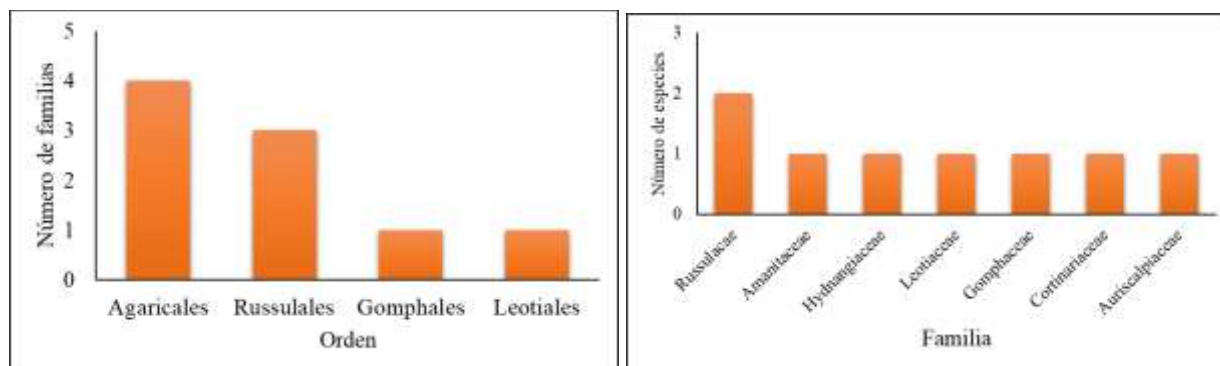 Número de familias
5
4
3
2
1
0
Agaricales Russulales Gomphales Leotiales
Orden
Número de especies
3
2
1
0
Russulacae Amanitaceae Hydnangiaceae Leotiaceae Gomphaceae Cortinariaceae Auriscalpiaceae
Familia